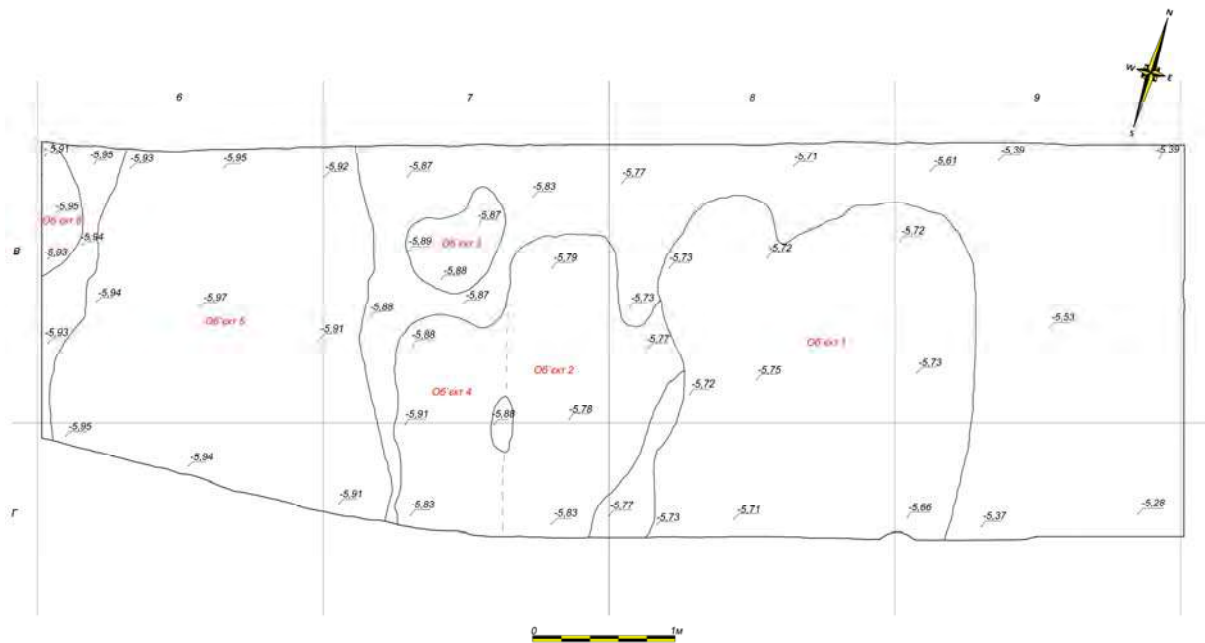 N
W E
S
6 7 8 9
-5,91 -5,95 -5,93 -5,95 -5,92 -5,87 -5,83 -5,77 -5,71 -5,61 -5,39 -5,39
-5,95
Об'єкт 6
-5,94
-5,93
В
-5,87
-5,89 Об'єкт 3
-5,88
-5,79 -5,73 -5,72 -5,72
-5,94 -5,97 -5,88 -5,87 -5,73
Об'єкт 5
-5,93 -5,91 -5,88 -5,77 Об'єкт 1 -5,53
Об'єкт 4 Об'єкт 2 -5,72 -5,75 -5,73
-5,95 -5,91 -5,88 -5,78
-5,94
-5,91 -5,83 -5,83 -5,77 -5,73 -5,71 -5,66 -5,37 -5,28
Г
0 1м